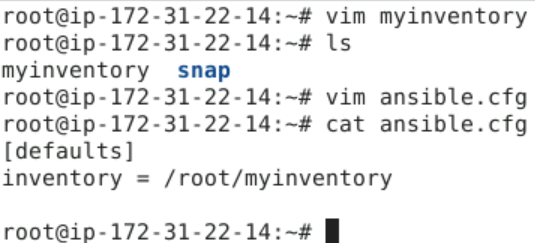 root@ip-172-31-22-14:~# vim myinventory
root@ip-172-31-22-14:~# ls
myinventory  snap
root@ip-172-31-22-14:~# vim ansible.cfg
root@ip-172-31-22-14:~# cat ansible.cfg
[defaults]
inventory = /root/myinventory

root@ip-172-31-22-14:~#